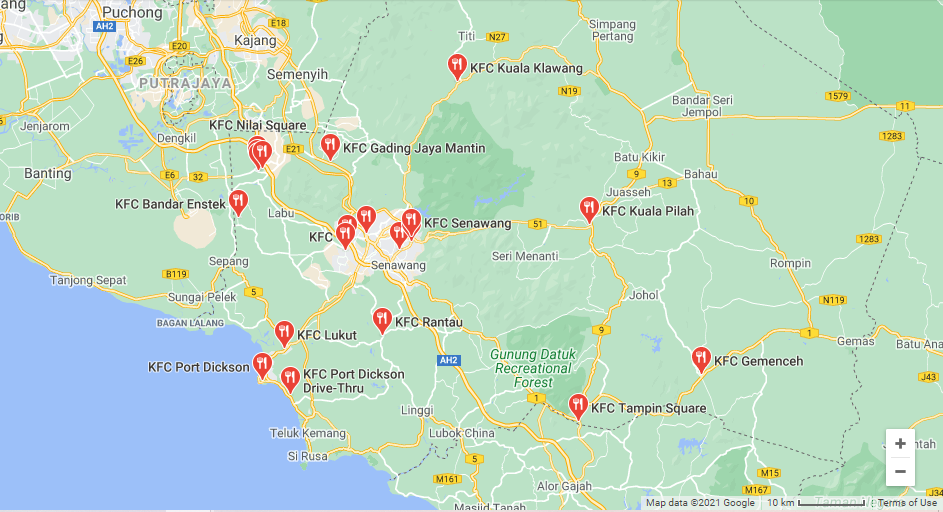 elang
Puchong
AH2
E18
Kajang
E20
E26
PUTRAJAYA
Semenyih
Titi
N27
Simpang
Pertang
KFC Kuala Klawang
N19
Bandar Seri
Jempol
1579
11
1283
Jenjarom
Dengkil
KFC Nilai Square
E21
KFC Gading Jaya Mantin
Banting
E6
32
Batu Kikir
9
13
Bahau
Juasseh
10
KFC Bandar Enstek
Labu
KFC
KFC Senawang
51
KFC Kuala Pilah
ORIB
Senawang
Seri Menanti
1283
Rompin
Sepang
B119
Tanjong Sepat
5
Sungai Pelek
BAGAN LALANG
Johol
N119
KFC Lukut
KFC Rantau
9
Gemas
Batu Ana
AH2
Gunung Datuk
Recreational
Forest
KFC Port Dickson
KFC Port Dickson
Drive-Thru
KFC Gemenceh
J43
1
KFC Tampin Square
Linggi
Teluk Kemang
Lubok China
1
Si Rusa
5
M161
Alor Gajah
M15
M167
Masjid Tanah
+
−
Map data ©2021 Google
10 km
Terms of Use